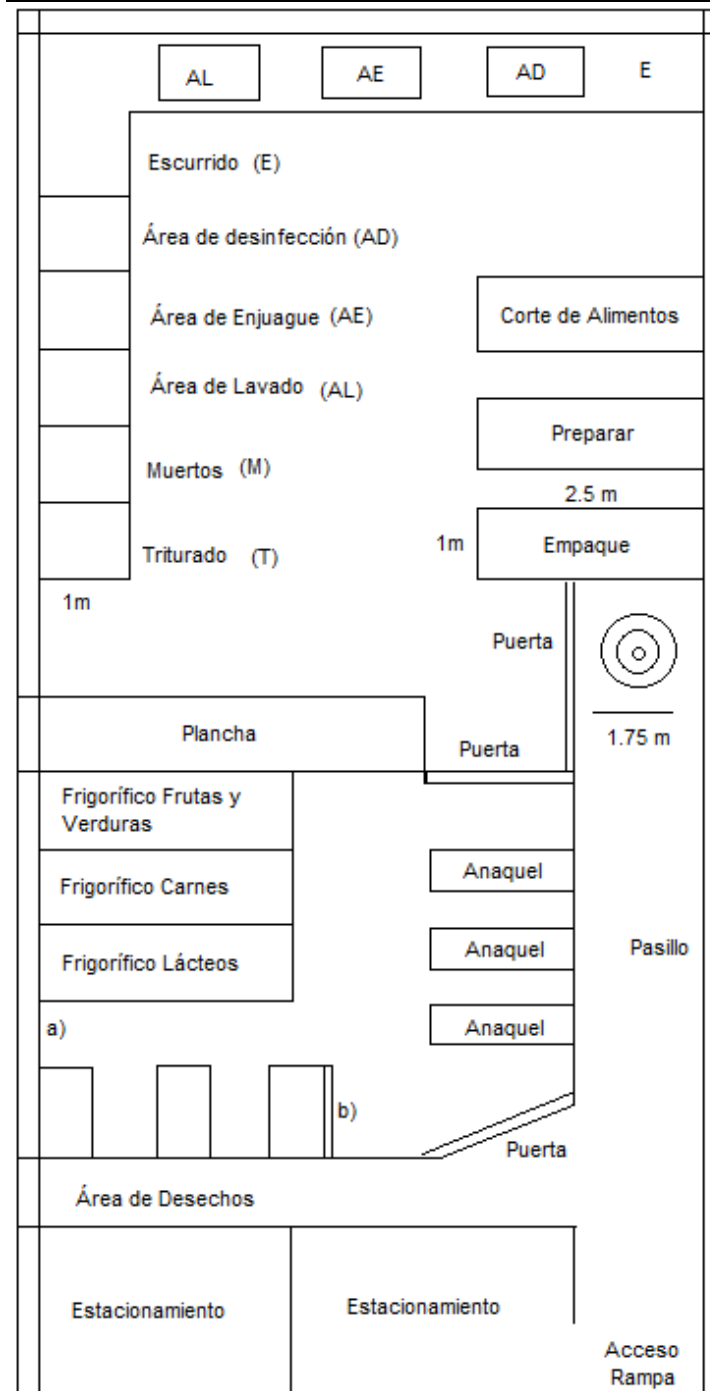 AL
AE
AD
E
Escurrido (E)
Área de desinfección (AD)
Área de Enjuague (AE)
Corte de Alimentos
Área de Lavado (AL)
Preparar
Muertos (M)
2.5 m
1m
Empaque
Triturado (T)
1m
Puerta
Plancha
Puerta
1.75 m
Frigorífico Frutas y
Verduras
Anaquel
Frigorífico Carnes
Anaquel
Pasillo
Frigorífico Lácteos
Anaquel
a)
b)
Puerta
Área de Desechos
Estacionamiento
Estacionamiento
Acceso
Rampa